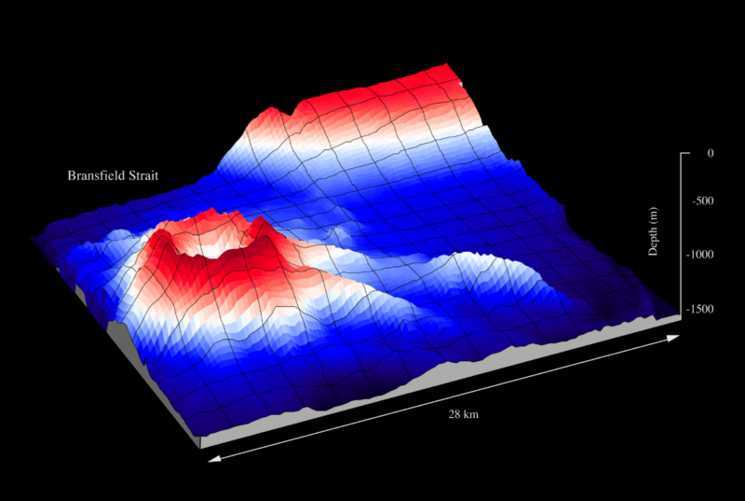 Bransfield Strait
0
-500
Depth (m)
-1000
-1500
28 km